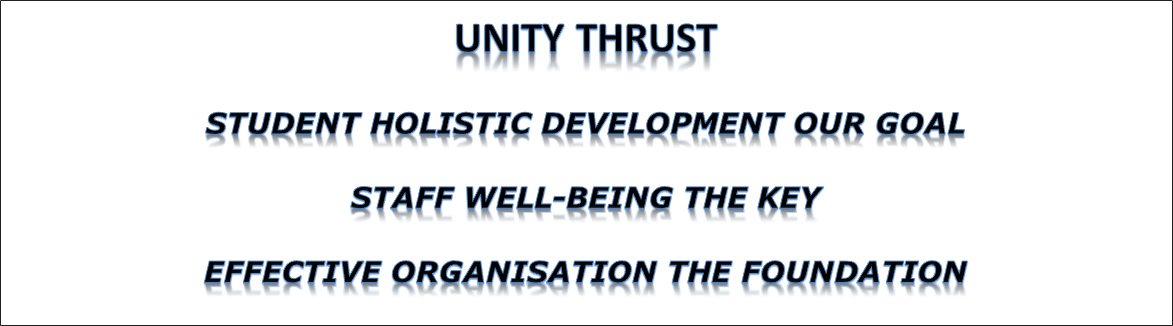 UNITY THRUST
STUDENT HOLISTIC DEVELOPMENT OUR GOAL
STAFF WELL-BEING THE KEY
EFFECTIVE ORGANISATION THE FOUNDATION